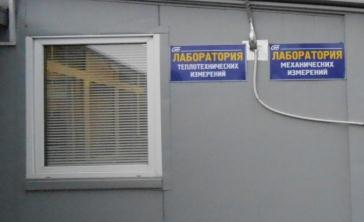 ЛАБОРАТОРИЯ
ТЕПЛОТЕХНИЧЕСКИХ
ИЗМЕРЕНИЙ
ЛАБОРАТОРИЯ
МЕХАНИЧЕСКИХ
ИЗМЕРЕНИЙ